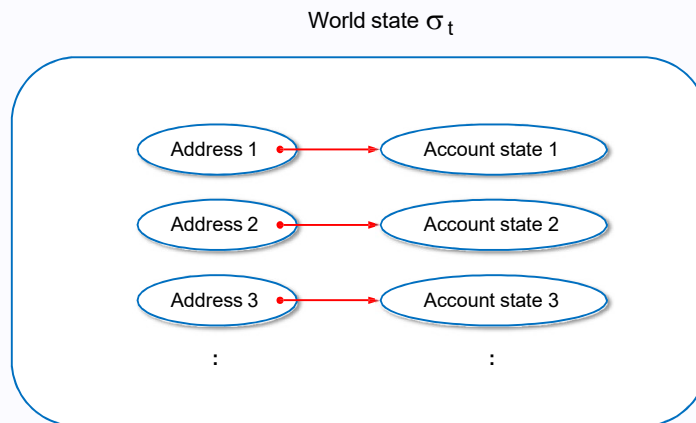 World state σt
Address 1 Account state 1
Address 2 Account state 2
Address 3 Account state 3
: :